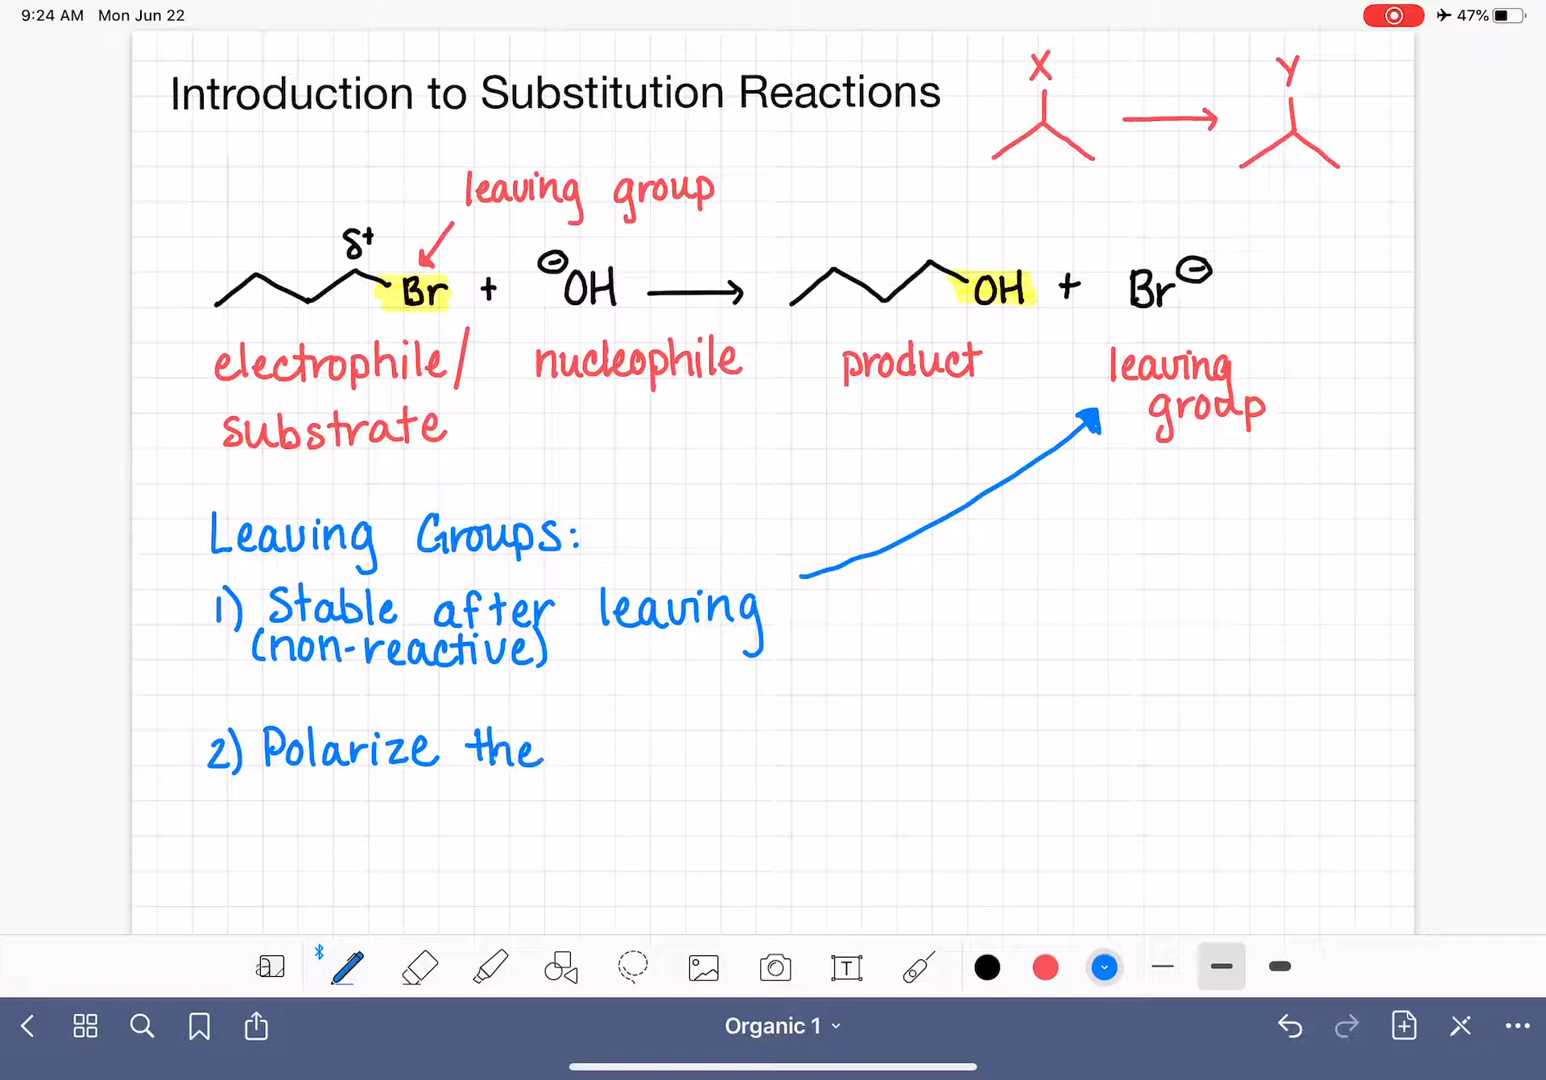 9:24 AM Mon Jun 22
47%
Introduction to Substitution Reactions
X
Y
leaving group
δ+
Br + ⊖OH → OH + Br⊖
electrophile/ nucleophile product leaving
substrate group
Leaving Groups:
1) Stable after leaving
(non-reactive)
2) Polarize the
T
Organic 1